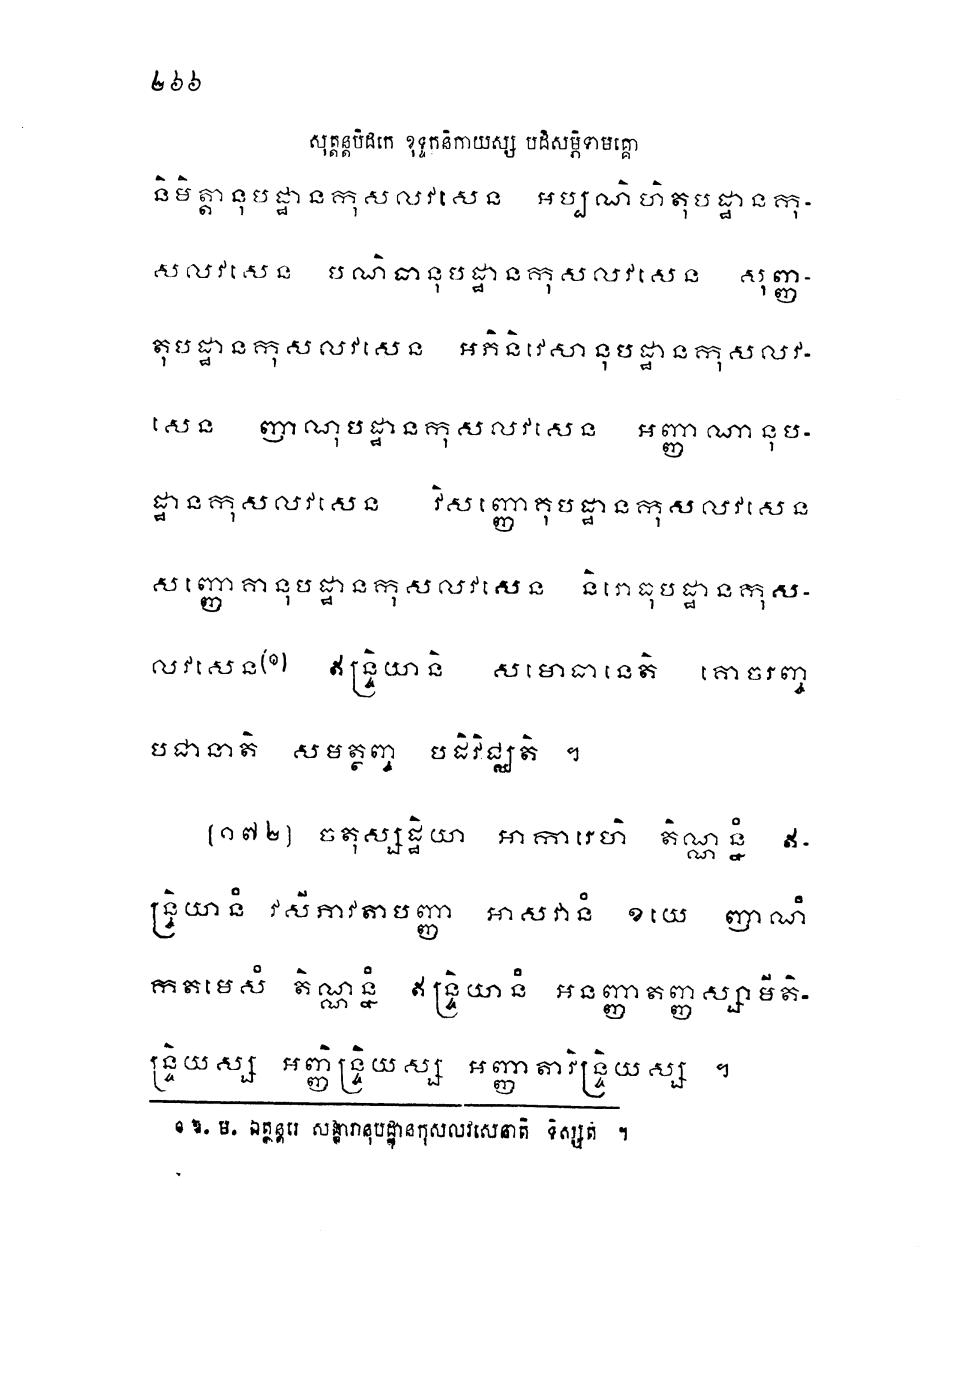 ២៦៦
សុត្តន្តបិដកេ ខុទ្ទកនិកាយស្ស បដិសម្ភិទាមគ្គោ
និមិត្តានុបដ្ឋានកុសលវសេន អប្បណិហិតុបដ្ឋានកុ-
សលវសេន បណិធានុបដ្ឋានកុសលវសេន សុញ្ញ-
តុបដ្ឋានកុសលវសេន អភិនិវេសានុបដ្ឋានកុសលវ-
សេន ញាណុបដ្ឋានកុសលវសេន អញ្ញាណានុប-
ដ្ឋានកុសលវសេន វិសញ្ញោគុបដ្ឋានកុសលវសេន
សញ្ញោគានុបដ្ឋានកុសលវសេន និរោធុបដ្ឋានកុស-
លវសេន(១) ឥន្ទ្រិយានិ សមោធានេតិ គោចរញ្ច
បជានាតិ សមត្ថញ្ច បដិវិជ្ឈតិ ។
(១៧២) ចតុស្សដ្ឋិយា អាការេហិ តិណ្ណន្នំ ឥ-
ន្ទ្រិយានំ វសីភាវតាបញ្ញា អាសវានំ ខយេ ញាណំ
កតមេសំ តិណ្ណន្នំ ឥន្ទ្រិយានំ អនញ្ញាតញ្ញស្សាមីតិ-
ន្ទ្រិយស្ស អញ្ញិន្ទ្រិយស្ស អញ្ញាតាវិន្ទ្រិយស្ស ។
១ ឱ. ម. ឯត្ថន្តរេ សង្ខារានុបដ្ឋានកុសលវសេនាតិ ទិស្សតិ ។